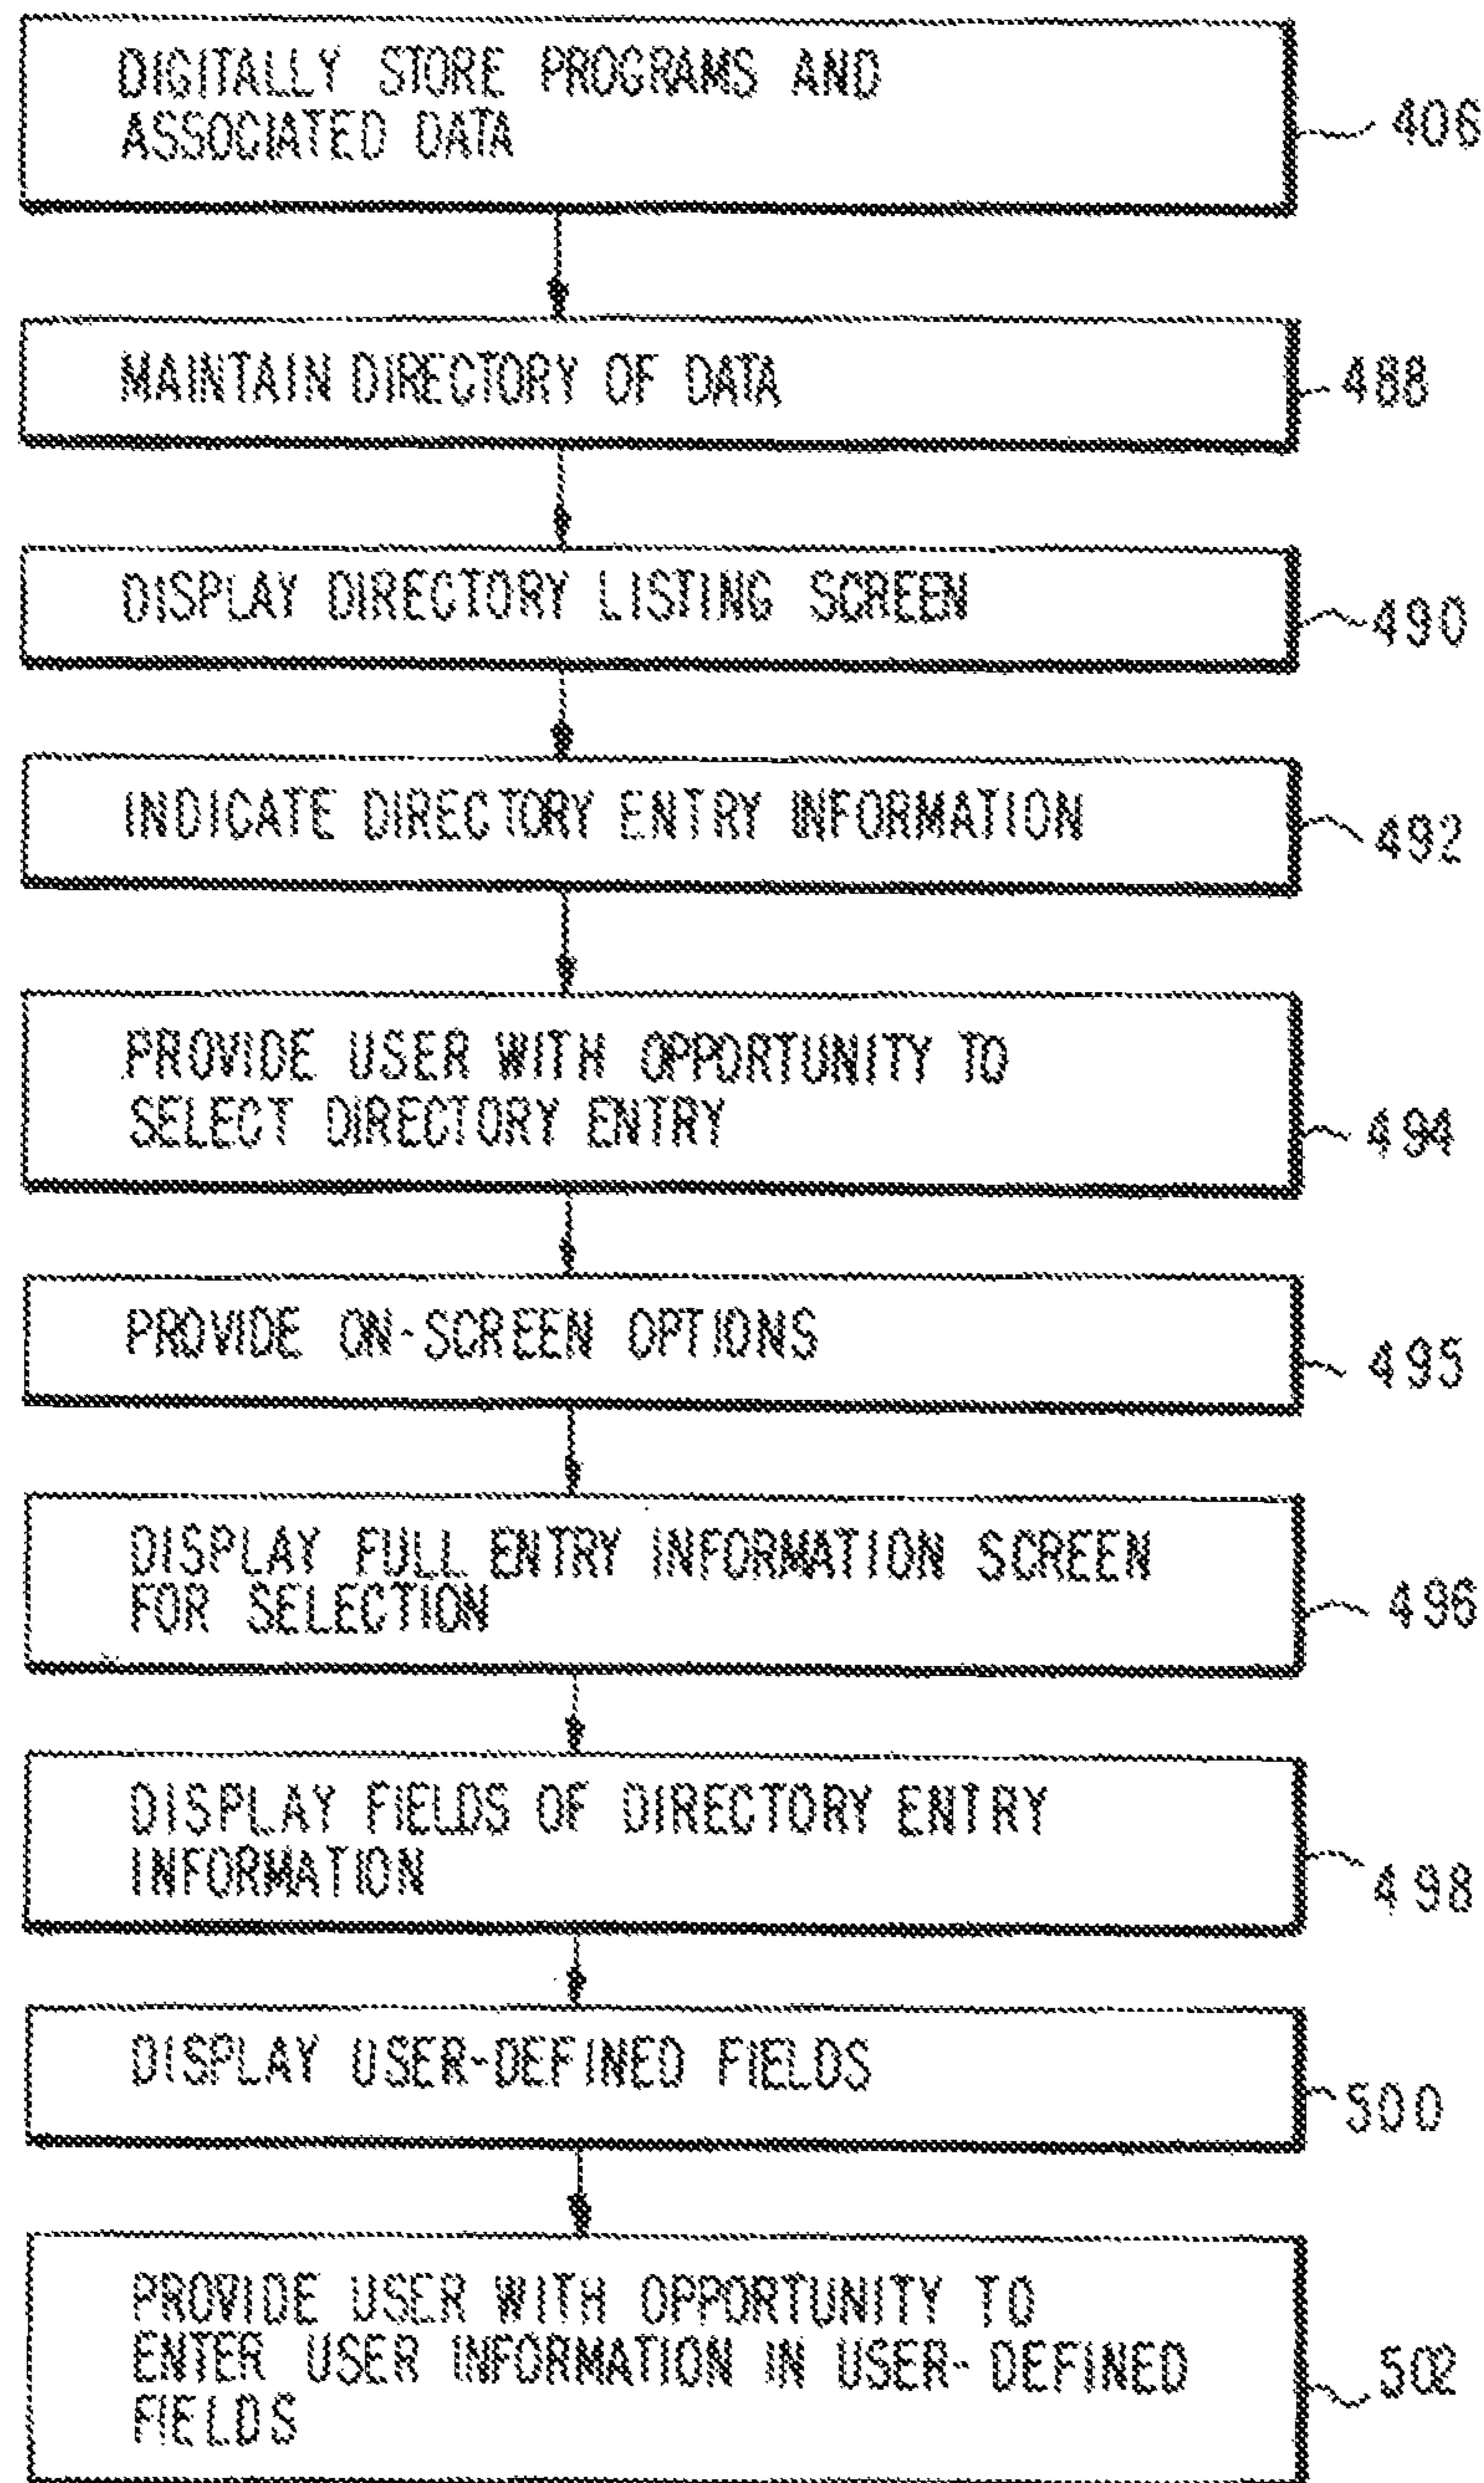 DIGITALLY STORE PROGRAMS AND
ASSOCIATED DATA
406
MAINTAIN DIRECTORY OF DATA
488
DISPLAY DIRECTORY LISTING SCREEN
490
INDICATE DIRECTORY ENTRY INFORMATION
492
PROVIDE USER WITH OPPORTUNITY TO
SELECT DIRECTORY ENTRY
494
PROVIDE ON-SCREEN OPTIONS
495
DISPLAY FULL ENTRY INFORMATION SCREEN
FOR SELECTION
496
DISPLAY FIELDS OF DIRECTORY ENTRY
INFORMATION
498
DISPLAY USER-DEFINED FIELDS
500
PROVIDE USER WITH OPPORTUNITY TO
ENTER USER INFORMATION IN USER-DEFINED
FIELDS
502